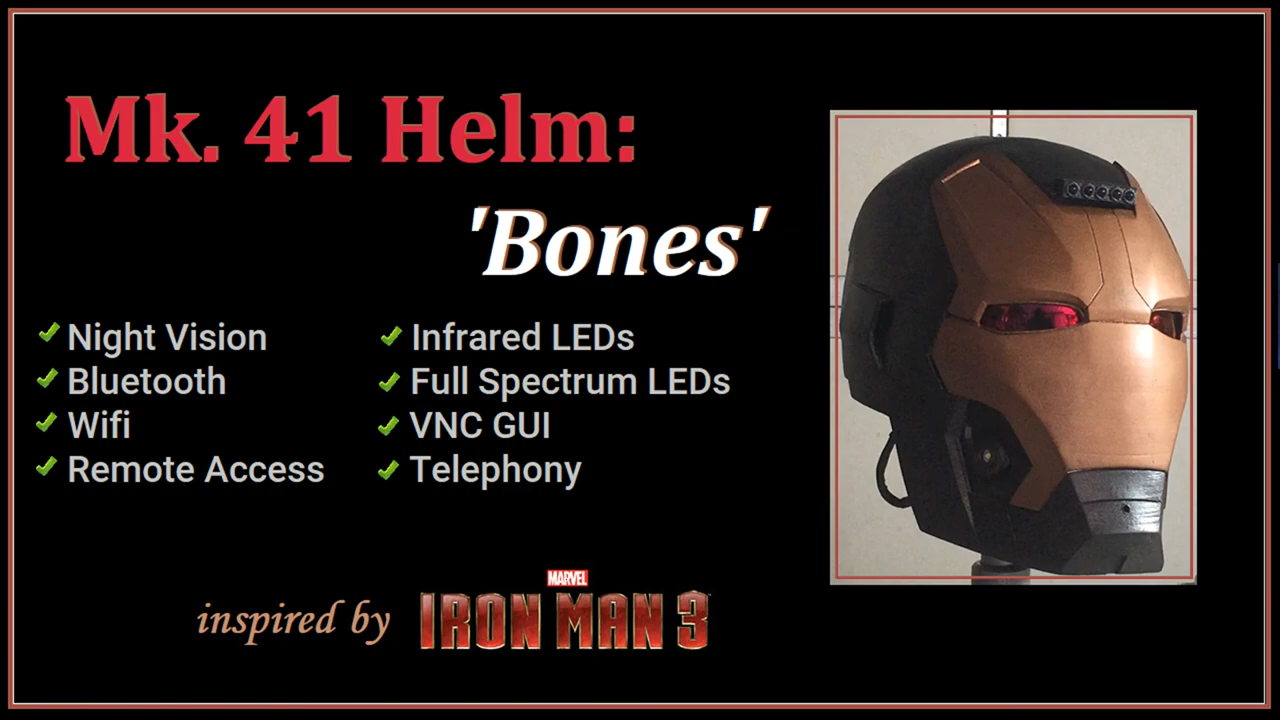 Mk. 41 Helm:
'Bones'
Night Vision
Bluetooth
Wifi
Remote Access
Infrared LEDs
Full Spectrum LEDs
VNC GUI
Telephony
inspired by
MARVEL
IRON MAN 3